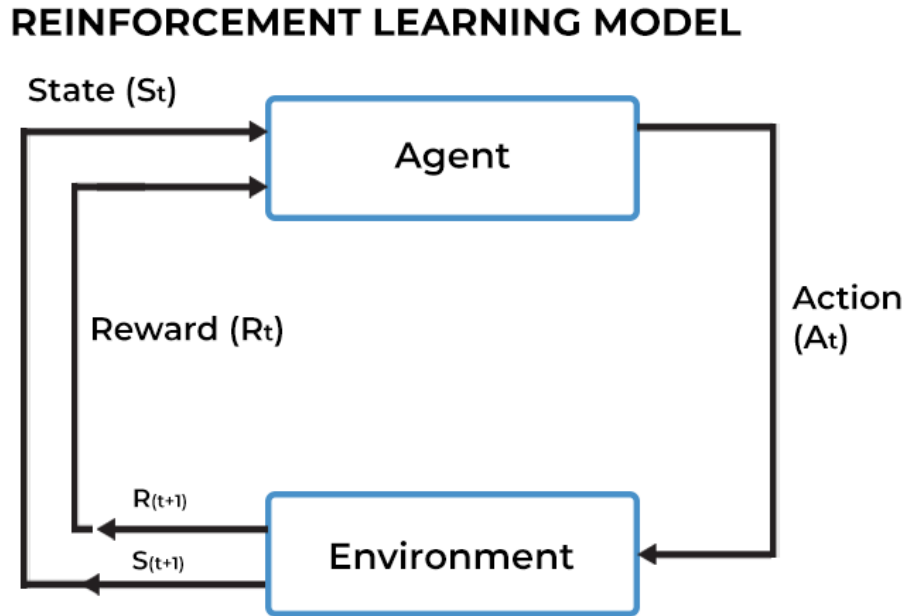 REINFORCEMENT LEARNING MODEL
State (St)
Agent
Reward (Rt)
Action
(At)
R(t+1)
S(t+1)
Environment